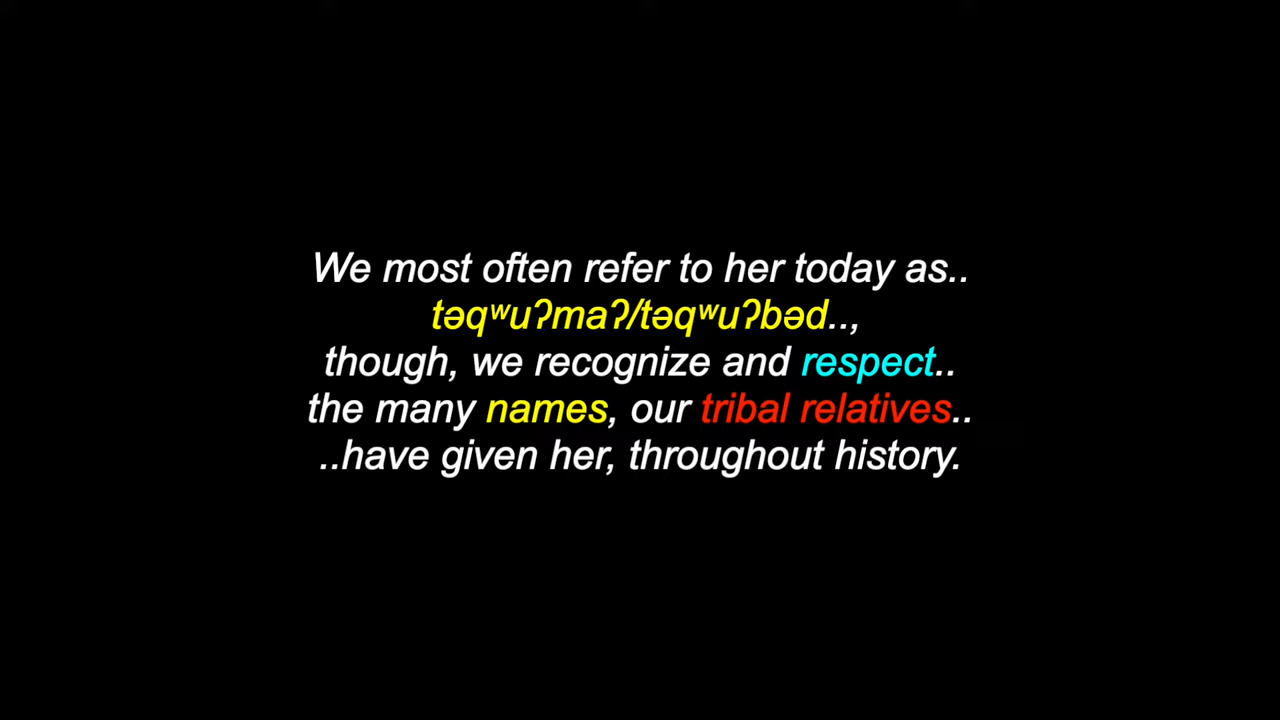 We most often refer to her today as..
təqʷuʔmaʔ/təqʷuʔbəd..,
though, we recognize and respect..
the many names, our tribal relatives..
..have given her, throughout history.